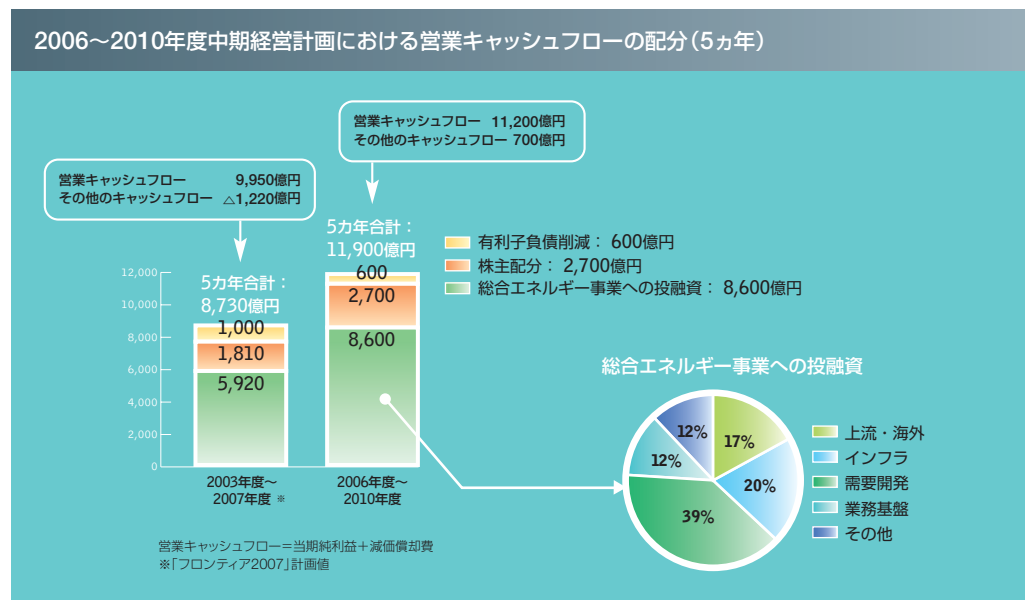 2006～2010年度中期経営計画における営業キャッシュフローの配分（5ヵ年）
営業キャッシュフロー 11,200億円
その他のキャッシュフロー 700億円
営業キャッシュフロー 9,950億円
その他のキャッシュフロー △1,220億円
5カ年合計：
11,900億円
5カ年合計：
8,730億円
有利子負債削減： 600億円
株主配分： 2,700億円
総合エネルギー事業への投融資： 8,600億円
12,000
10,000
8,000
6,000
4,000
2,000
0
1,000
1,810
5,920
600
2,700
8,600
2003年度～
2007年度 ※
2006年度～
2010年度
総合エネルギー事業への投融資
17%
20%
39%
12%
12%
上流・海外
インフラ
需要開発
業務基盤
その他
営業キャッシュフロー＝当期純利益＋減価償却費
※「フロンティア2007」計画値